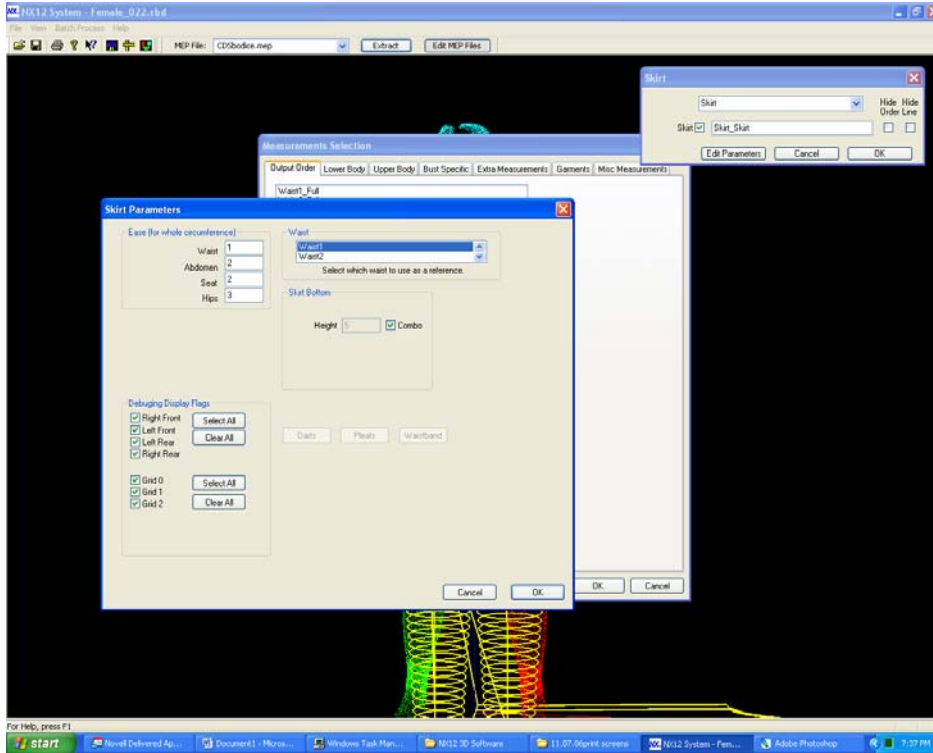 NX12 System - Female_022.rbd
File View Batch Process Help
MEP File: CDSbodice.mep Extract Edit MEP Files
Skirt
Skirt
Hide Hide
Order Line
Skirt Skirt_Skirt
Edit Parameters Cancel OK
Measurements Selection
Output Order Lower Body Upper Body Bust Specific Extra Measurements Garments Misc Measurements
Waist1_Full
Skirt Parameters
Ease (for whole circumference)
Waist 1
Abdomen 2
Seat 2
Hips 3
Waist
Waist1
Waist2
Select which waist to use as a reference.
Skirt Bottom
Height 5 Combo
Debuging Display Flags
Right Front Select All
Left Front
Left Rear Clear All
Right Rear
Grid 0 Select All
Grid 1
Grid 2 Clear All
Darts Pleats Waistband
Cancel OK
OK Cancel
For Help, press F1
start Novell Delivered Ap... Document1 - Micros... Windows Task Man... NX12 3D Software 11.07.06print screens NX12 System - Fem... Adobe Photoshop 7:37 PM